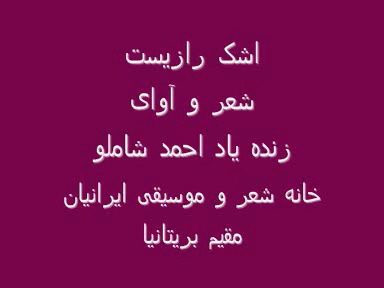 اشک رازیست
شعر و آوای
زنده یاد احمد شاملو
خانه شعر و موسیقی ایرانیان
مقیم بریتانیا